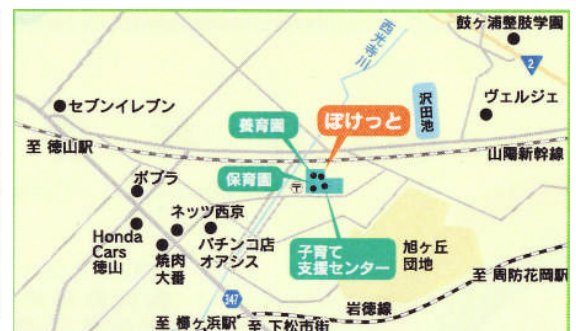 鼓ヶ浦整肢学園
2
西光寺川
沢田池
セブンイレブン
ヴェルジェ
養育園
ぽけっと
至 徳山駅
山陽新幹線
ポプラ
保育園
〒
ネッツ西京
Honda
Cars
徳山
焼肉
大番
パチンコ店
オアシス
子育て
支援センター
旭ヶ丘
団地
至 周防花岡駅
347
岩徳線
至 櫛ヶ浜駅
至 下松市街